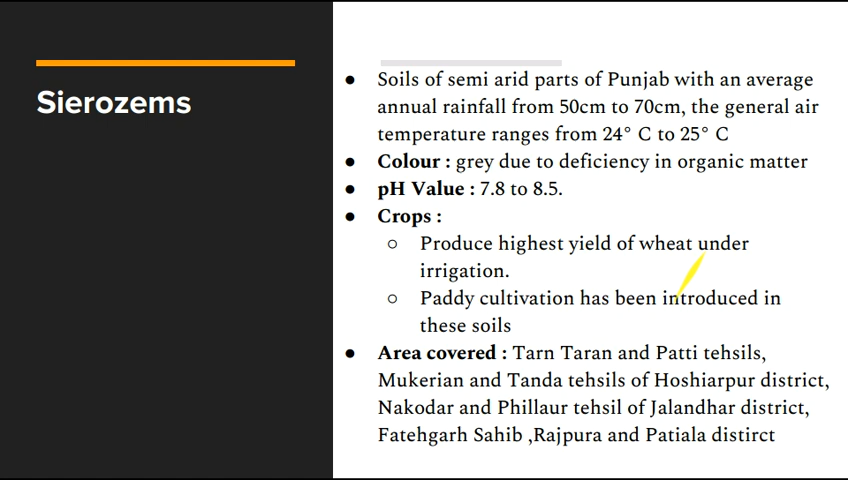 Sierozems
● Soils of semi arid parts of Punjab with an average
annual rainfall from 50cm to 70cm, the general air
temperature ranges from 24° C to 25° C
● Colour : grey due to deficiency in organic matter
● pH Value : 7.8 to 8.5.
● Crops :
○ Produce highest yield of wheat under
irrigation.
○ Paddy cultivation has been introduced in
these soils
● Area covered : Tarn Taran and Patti tehsils,
Mukerian and Tanda tehsils of Hoshiarpur district,
Nakodar and Phillaur tehsil of Jalandhar district,
Fatehgarh Sahib ,Rajpura and Patiala distirct